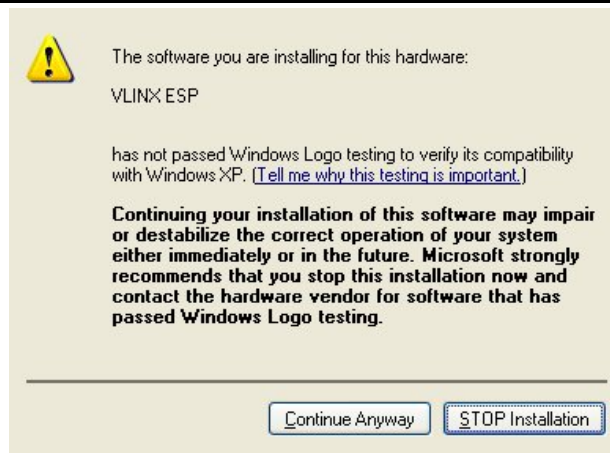 The software you are installing for this hardware:
VLINX ESP
has not passed Windows Logo testing to verify its compatibility
with Windows XP. (Tell me why this testing is important.)
Continuing your installation of this software may impair
or destabilize the correct operation of your system
either immediately or in the future. Microsoft strongly
recommends that you stop this installation now and
contact the hardware vendor for software that has
passed Windows Logo testing.
Continue Anyway
STOP Installation